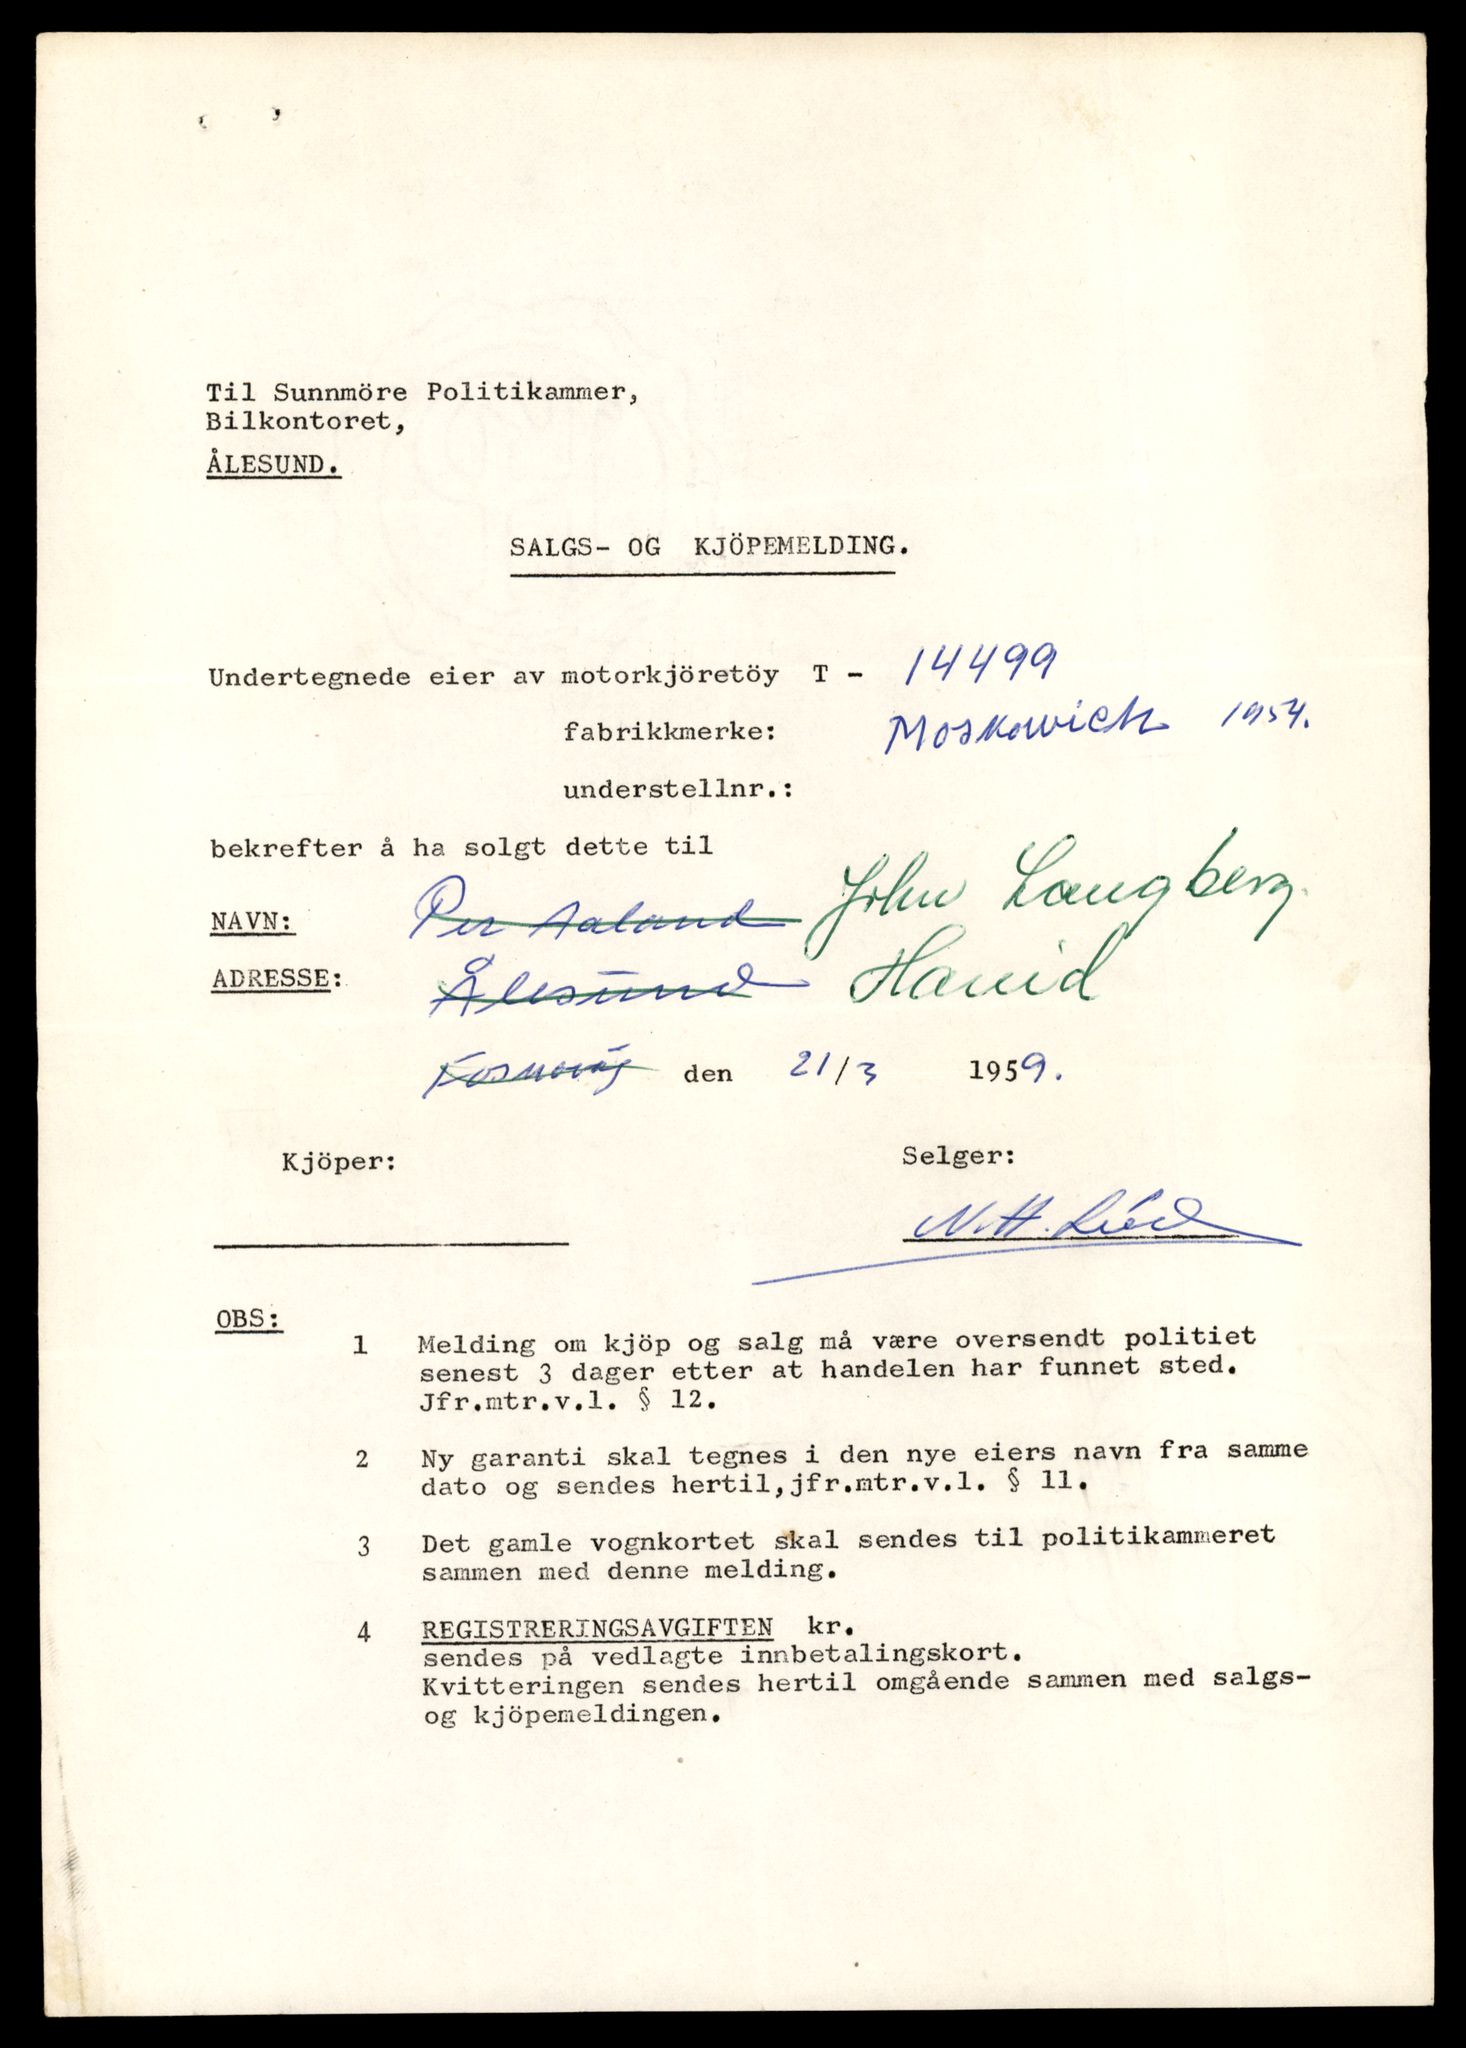 Til Sunnmöre Politikammer,
Bilkontoret,
ÅLESUND.
SALGS- OG KJÖPEMELDING.
Undertegnede eier av motorkjöretöy T - 14499
fabrikkmerke: Moskowich 1954.
understellnr.:
bekrefter å ha solgt dette til
NAVN: Per Aaland John Langberg.
ADRESSE: Ålesund Hareid
Fosnavåg den 21/3 1959.
Kjöper: Selger:
N.H.
OBS:
1 Melding om kjöp og salg må være oversendt politiet
senest 3 dager etter at handelen har funnet sted.
Jfr.mtr.v.l. § 12.
2 Ny garanti skal tegnes i den nye eiers navn fra samme
dato og sendes hertil,jfr.mtr.v.l. § 11.
3 Det gamle vognkortet skal sendes til politikammeret
sammen med denne melding.
4 REGISTRERINGSAVGIFTEN kr.
sendes på vedlagte innbetalingskort.
Kvitteringen sendes hertil omgående sammen med salgs-
og kjöpemeldingen.